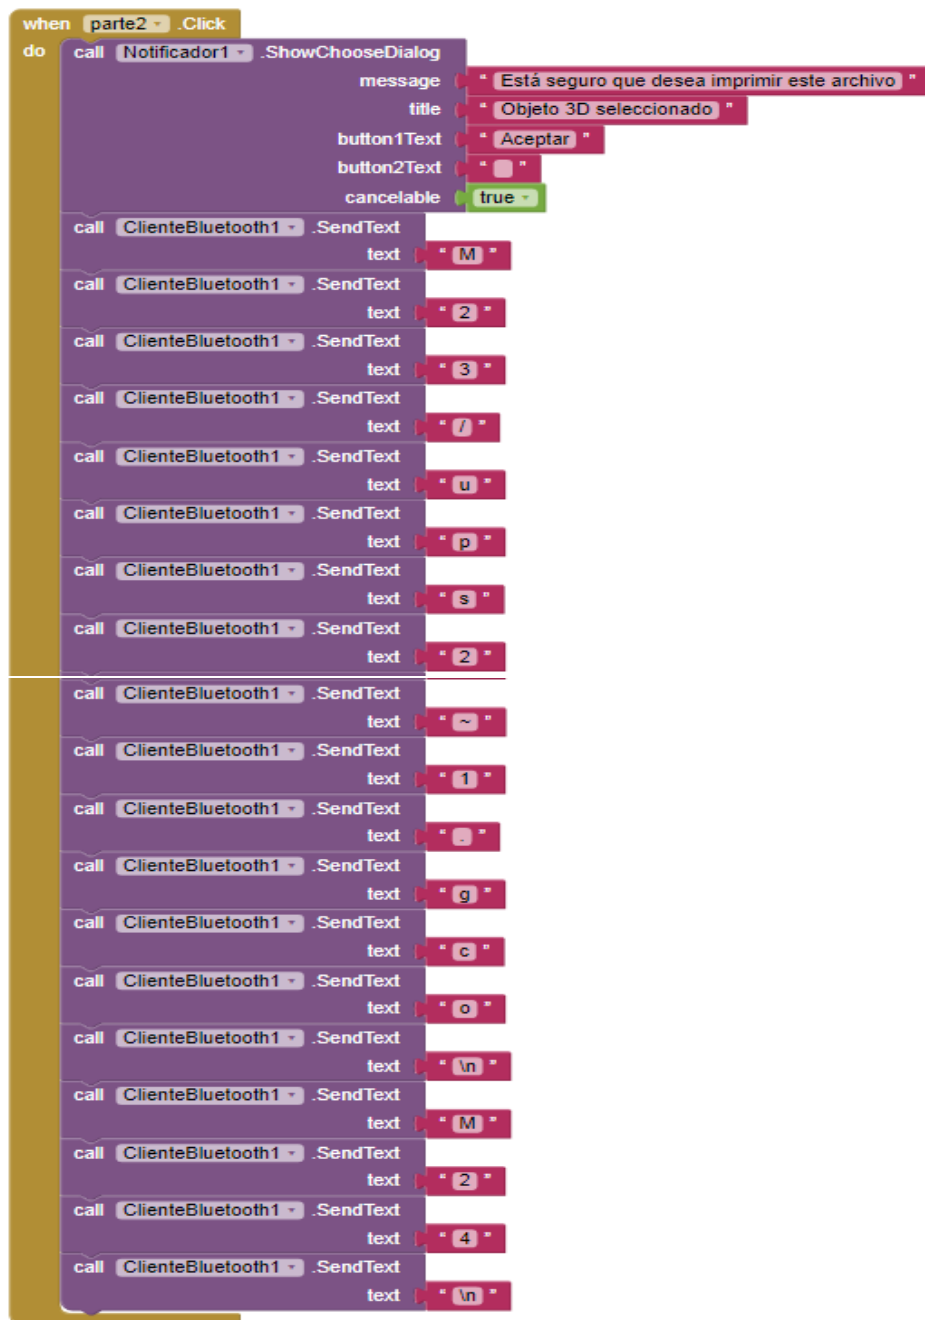 when parte2 .Click
do call Notificador1 .ShowChooseDialog
message " Está seguro que desea imprimir este archivo "
title " Objeto 3D seleccionado "
button1Text " Aceptar "
button2Text "   "
cancelable true
call ClienteBluetooth1 .SendText
text " M "
call ClienteBluetooth1 .SendText
text " 2 "
call ClienteBluetooth1 .SendText
text " 3 "
call ClienteBluetooth1 .SendText
text " / "
call ClienteBluetooth1 .SendText
text " u "
call ClienteBluetooth1 .SendText
text " p "
call ClienteBluetooth1 .SendText
text " s "
call ClienteBluetooth1 .SendText
text " 2 "
call ClienteBluetooth1 .SendText
text " ~ "
call ClienteBluetooth1 .SendText
text " 1 "
call ClienteBluetooth1 .SendText
text " . "
call ClienteBluetooth1 .SendText
text " g "
call ClienteBluetooth1 .SendText
text " c "
call ClienteBluetooth1 .SendText
text " o "
call ClienteBluetooth1 .SendText
text " \n "
call ClienteBluetooth1 .SendText
text " M "
call ClienteBluetooth1 .SendText
text " 2 "
call ClienteBluetooth1 .SendText
text " 4 "
call ClienteBluetooth1 .SendText
text " \n "